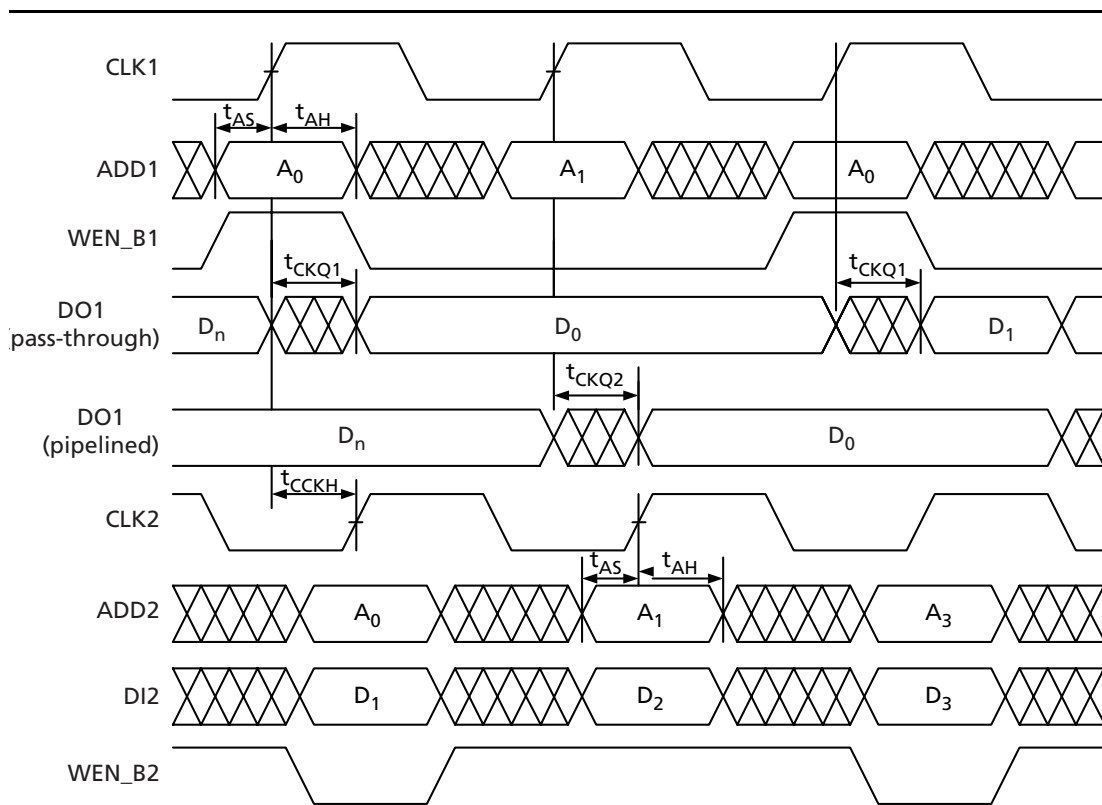 CLK1
tAS tAH
ADD1 A0 A1 A0
WEN_B1
tCKQ1 tCKQ1
DO1
pass-through) Dn D0 D1
tCKQ2
DO1
(pipelined) Dn D0
tCCKH
CLK2
tAS tAH
ADD2 A0 A1 A3
DI2 D1 D2 D3
WEN_B2